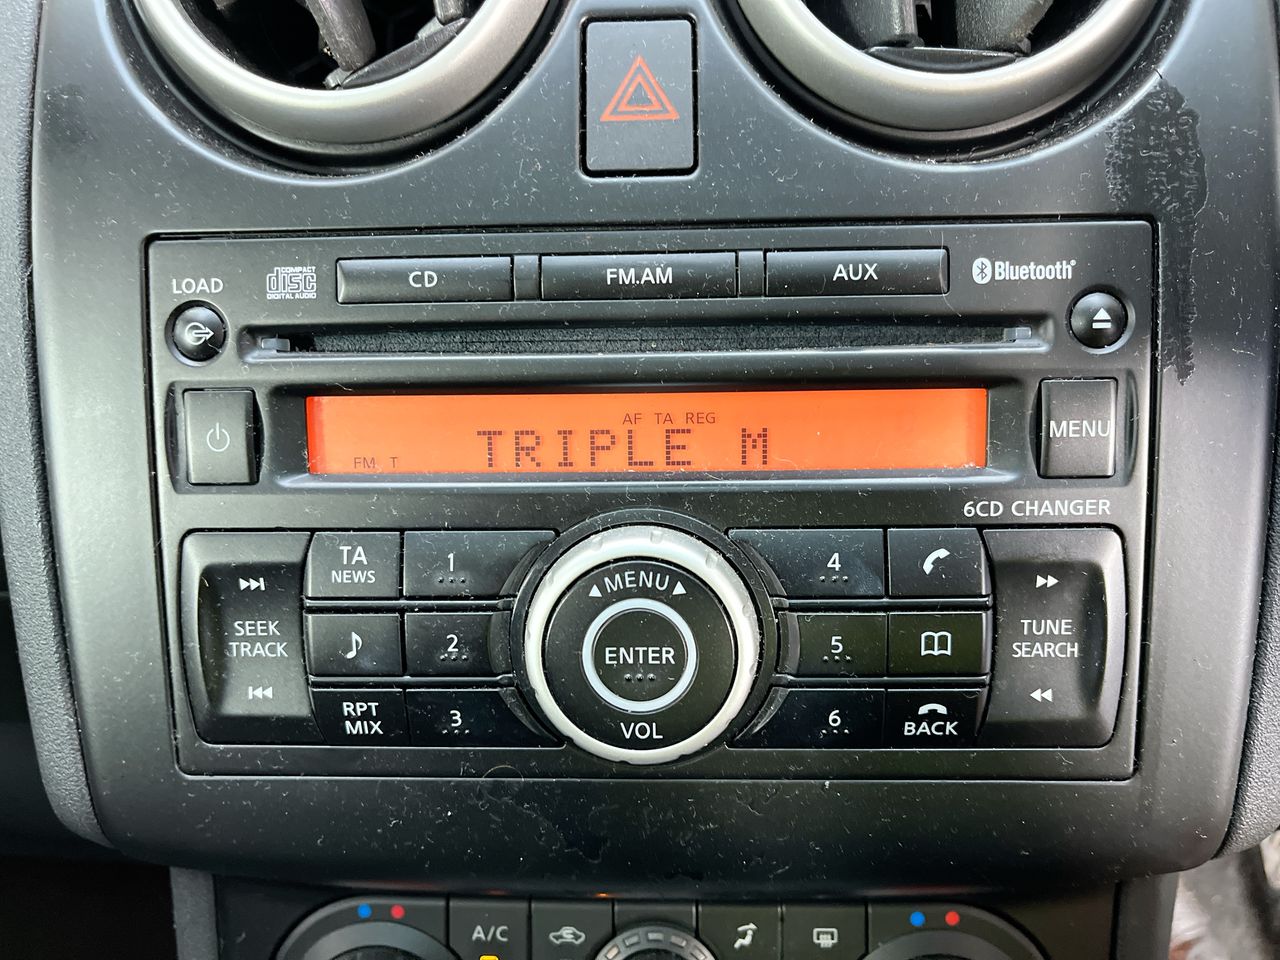 CD
FM.AM
AUX
LOAD
COMPACT
disc
DIGITAL AUDIO
Bluetooth®
AF TA REG
TRIPLE M
FM T
MENU
6CD CHANGER
SEEK
TRACK
TA
NEWS
1
2
RPT
MIX
3
MENU
ENTER
VOL
4
5
6
BACK
TUNE
SEARCH
A/C